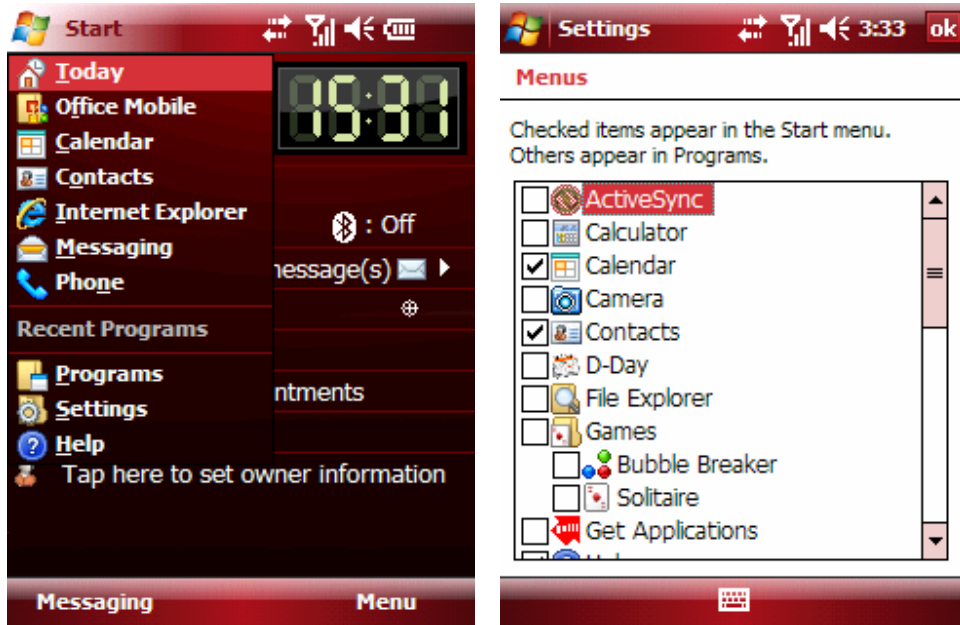 Start
Today
Office Mobile
Calendar
Contacts
Internet Explorer
Messaging
Phone
Recent Programs
Programs
Settings
Help
15:31
: Off
message(s)
ntments
Tap here to set owner information
Messaging
Menu
Settings
3:33
ok
Menus
Checked items appear in the Start menu.
Others appear in Programs.
ActiveSync
Calculator
Calendar
Camera
Contacts
D-Day
File Explorer
Games
Bubble Breaker
Solitaire
Get Applications